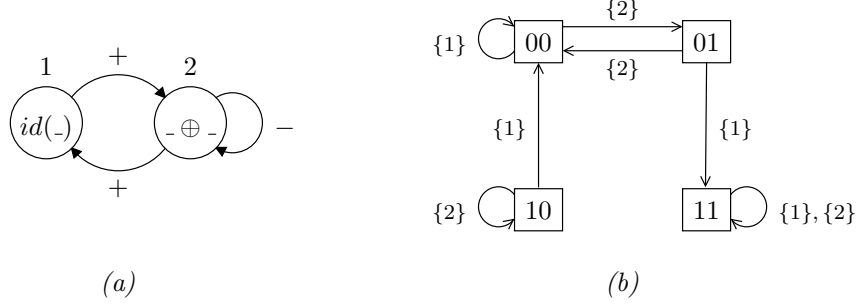 1 + 2
id(_) _ ⊕ _ −
+
(a)
{2}
{1} 00 01
{2}
{1} {1}
{2} 10 11 {1}, {2}
(b)